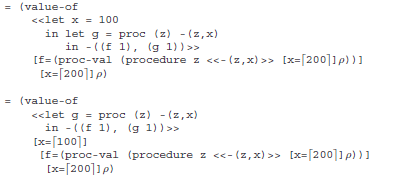 = (value-of
<<let x = 100
in let g = proc (z) -(z,x)
in -((f 1), (g 1))>>
[f=(proc-val (procedure z <<-(z,x)>> [x=⌈200⌉]ρ))]
[x=⌈200⌉]ρ)
= (value-of
<<let g = proc (z) -(z,x)
in -((f 1), (g 1))>>
[x=⌈100⌉]
[f=(proc-val (procedure z <<-(z,x)>> [x=⌈200⌉]ρ))]
[x=⌈200⌉]ρ)